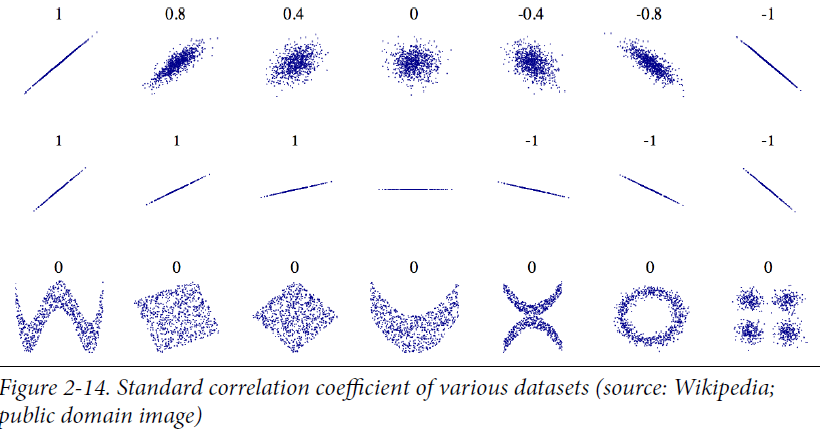 1 0.8 0.4 0 -0.4 -0.8 -1
1 1 1 -1 -1 -1
0 0 0 0 0 0 0
Figure 2-14. Standard correlation coefficient of various datasets (source: Wikipedia;
public domain image)